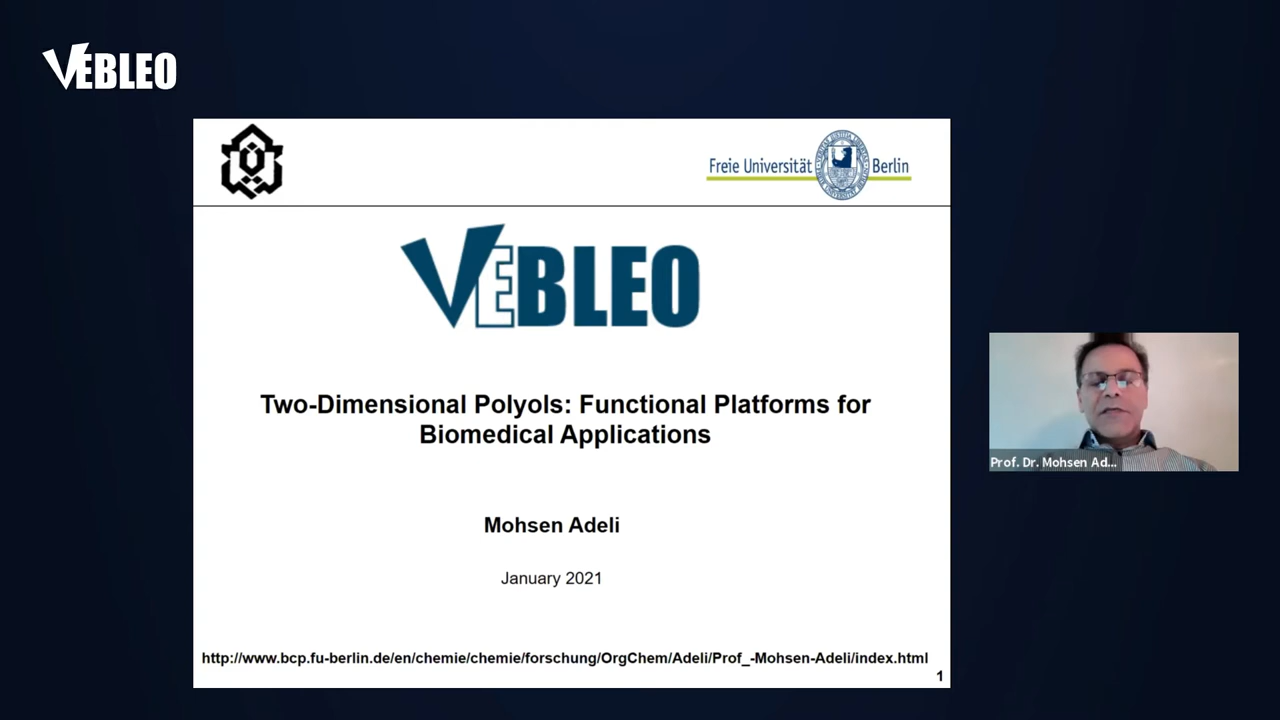 VEBLEO
Freie Universität Berlin
VEBLEO
Two-Dimensional Polyols: Functional Platforms for
Biomedical Applications
Mohsen Adeli
Prof. Dr. Mohsen Ad...
January 2021
http://www.bcp.fu-berlin.de/en/chemie/chemie/forschung/OrgChem/Adeli/Prof_-Mohsen-Adeli/index.html
1